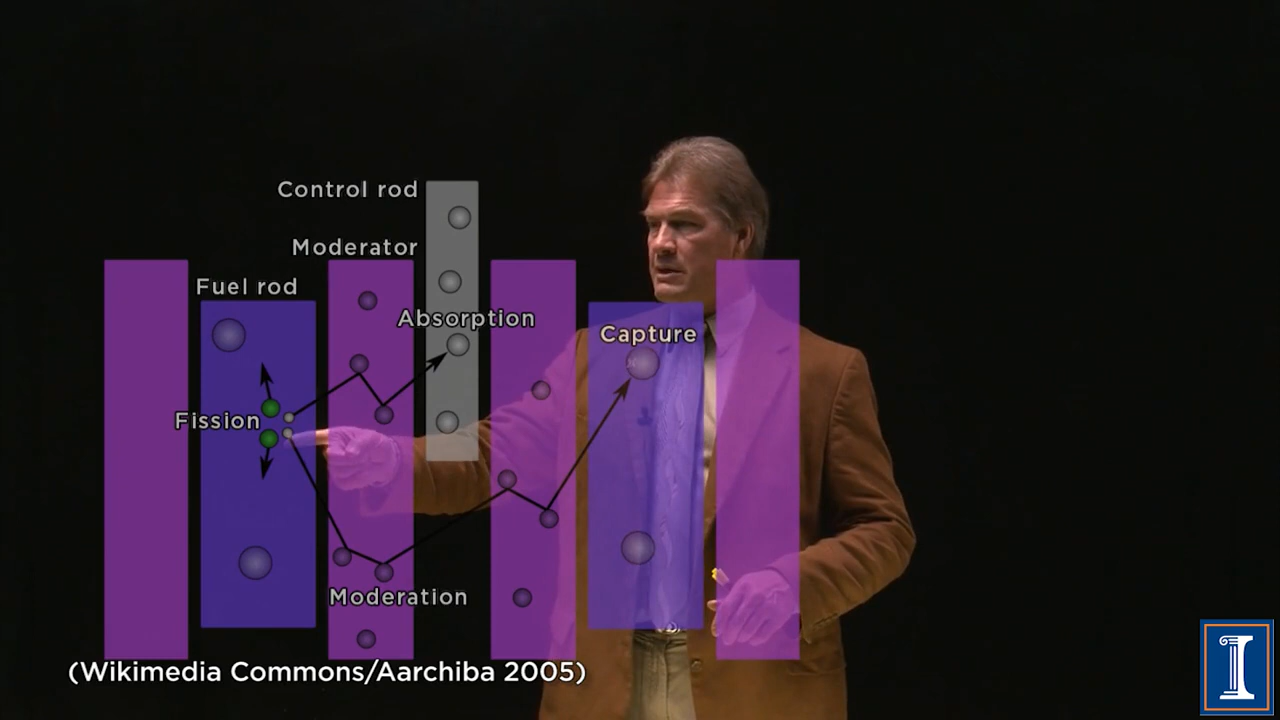 Control rod
Moderator
Fuel rod
Absorption
Capture
Fission
Moderation
(Wikimedia Commons/Aarchiba 2005)
I